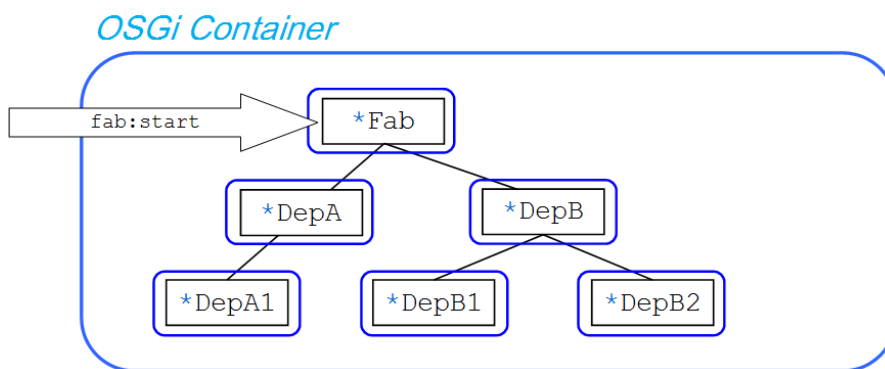 OSGi Container
fab:start
*Fab
*DepA
*DepB
*DepA1
*DepB1
*DepB2